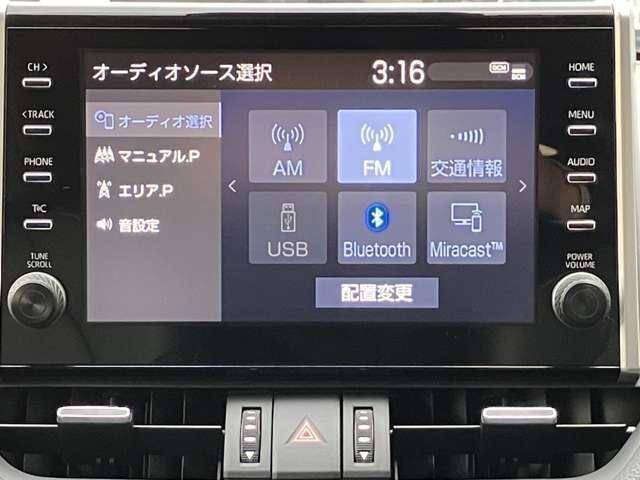 CH >
<TRACK
PHONE
T&C
TUNE
SCROLL
オーディオソース選択
3:16
DCM
オーディオ選択
マニュアル.P
エリア.P
音設定
AM
FM
交通情報
USB
Bluetooth
Miracast™
配置変更
HOME
MENU
AUDIO
MAP
POWER
VOLUME